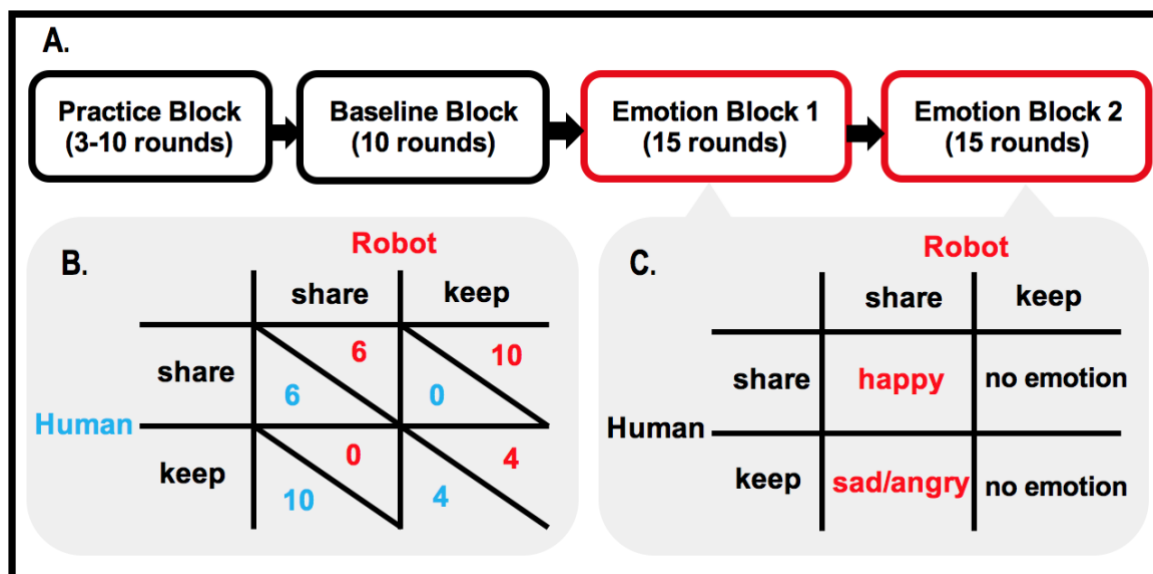 A.
Practice Block
(3-10 rounds)
Baseline Block
(10 rounds)
Emotion Block 1
(15 rounds)
Emotion Block 2
(15 rounds)
B.
Robot
share
keep
share
6
10
6
0
Human
keep
0
4
10
4
C.
Robot
share
keep
share
happy
no emotion
Human
keep
sad/angry
no emotion